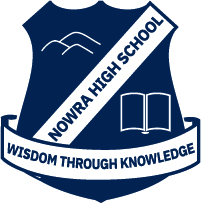 NOWRA HIGH SCHOOL
WISDOM THROUGH KNOWLEDGE